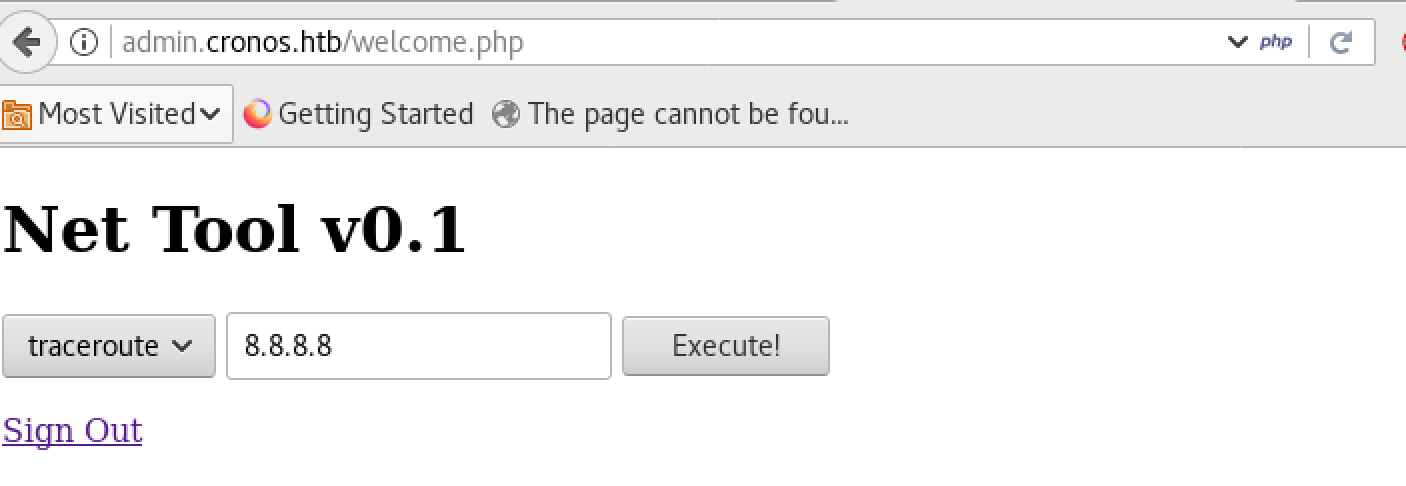 admin.cronos.htb/welcome.php php
Most Visited Getting Started The page cannot be fou...
Net Tool v0.1
traceroute 8.8.8.8 Execute!
Sign Out